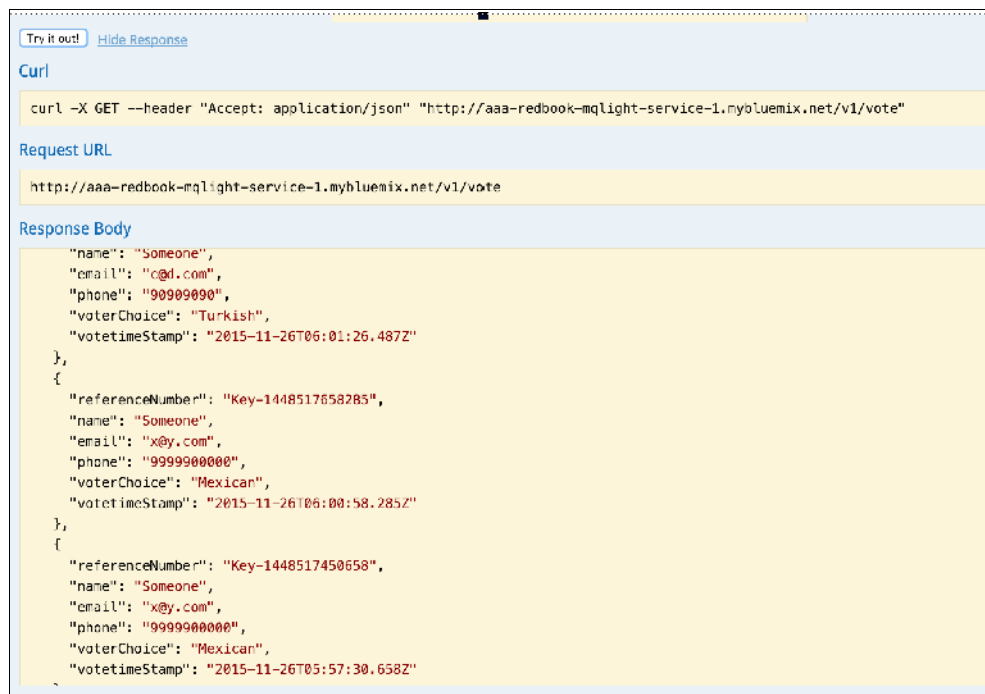 Try it out! Hide Response
Curl
curl -X GET --header "Accept: application/json" "http://aaa-redbook-mqlight-service-1.mybluemix.net/v1/vote"
Request URL
http://aaa-redbook-mqlight-service-1.mybluemix.net/v1/vote
Response Body
"name": "Someone",
"email": "c@d.com",
"phone": "90909090",
"voterChoice": "Turkish",
"votetimeStamp": "2015-11-26T06:01:26.487Z"
},
{
"referenceNumber": "Key-1448517658285",
"name": "Someone",
"email": "x@y.com",
"phone": "9999900000",
"voterChoice": "Mexican",
"votetimeStamp": "2015-11-26T06:00:58.285Z"
},
{
"referenceNumber": "Key-1448517450658",
"name": "Someone",
"email": "x@y.com",
"phone": "9999900000",
"voterChoice": "Mexican",
"votetimeStamp": "2015-11-26T05:57:30.658Z"